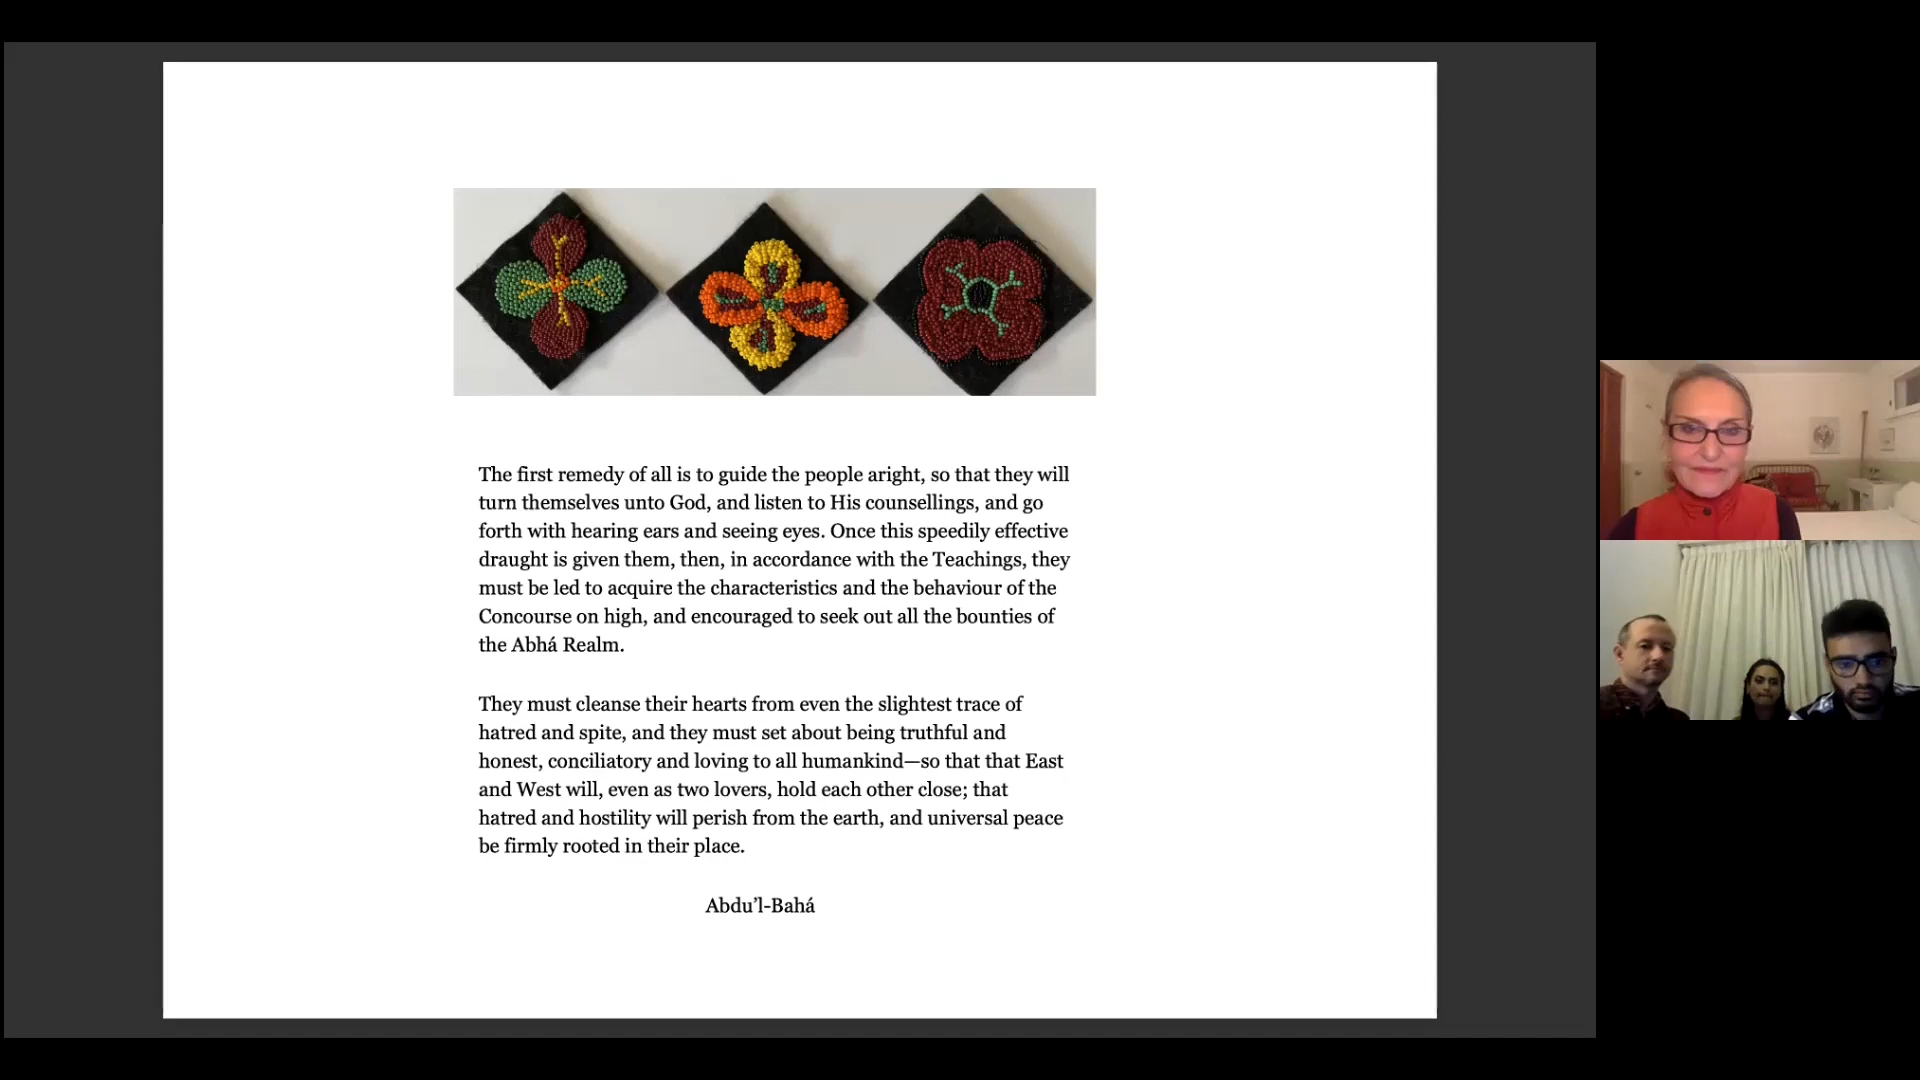 The first remedy of all is to guide the people aright, so that they will
turn themselves unto God, and listen to His counsellings, and go
forth with hearing ears and seeing eyes. Once this speedily effective
draught is given them, then, in accordance with the Teachings, they
must be led to acquire the characteristics and the behaviour of the
Concourse on high, and encouraged to seek out all the bounties of
the Abhá Realm.
They must cleanse their hearts from even the slightest trace of
hatred and spite, and they must set about being truthful and
honest, conciliatory and loving to all humankind—so that that East
and West will, even as two lovers, hold each other close; that
hatred and hostility will perish from the earth, and universal peace
be firmly rooted in their place.
Abdu’l-Bahá